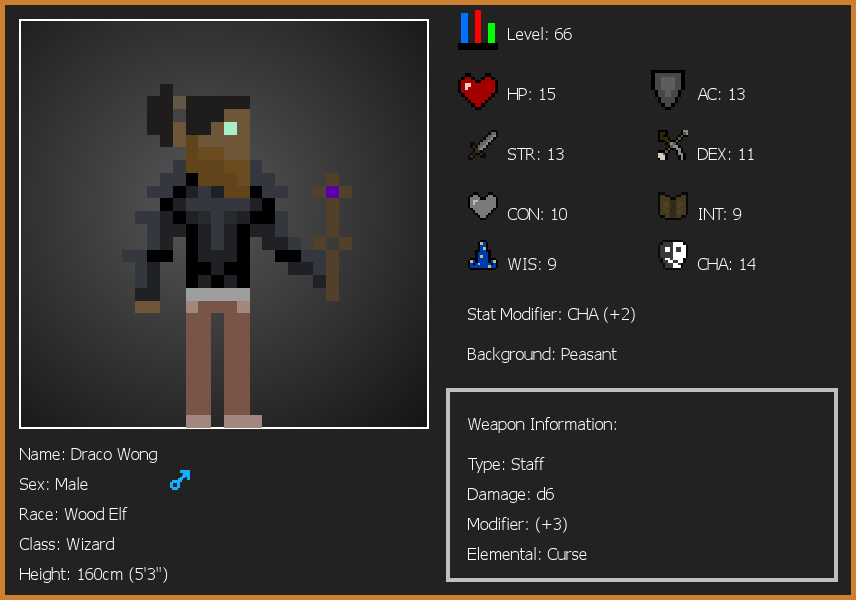 Level: 66
HP: 15
AC: 13
STR: 13
DEX: 11
CON: 10
INT: 9
WIS: 9
CHA: 14
Stat Modifier: CHA (+2)
Background: Peasant
Weapon Information:
Type: Staff
Damage: d6
Modifier: (+3)
Elemental: Curse
Name: Draco Wong
Sex: Male
Race: Wood Elf
Class: Wizard
Height: 160cm (5'3")